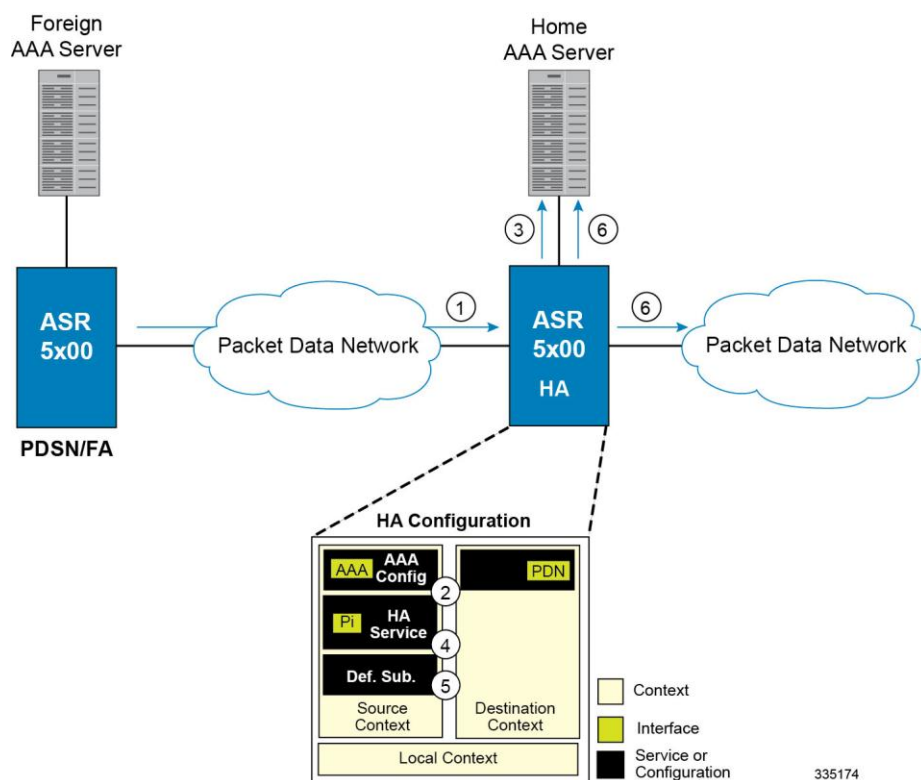 Foreign
AAA Server
Home
AAA Server
3
6
ASR
5x00
Packet Data Network
1
ASR
5x00
HA
6
Packet Data Network
PDSN/FA
HA Configuration
AAA
AAA
Config
PDN
2
Pi
HA
Service
4
Def. Sub.
5
Source
Context
Destination
Context
Local Context
Context
Interface
Service or
Configuration
335174